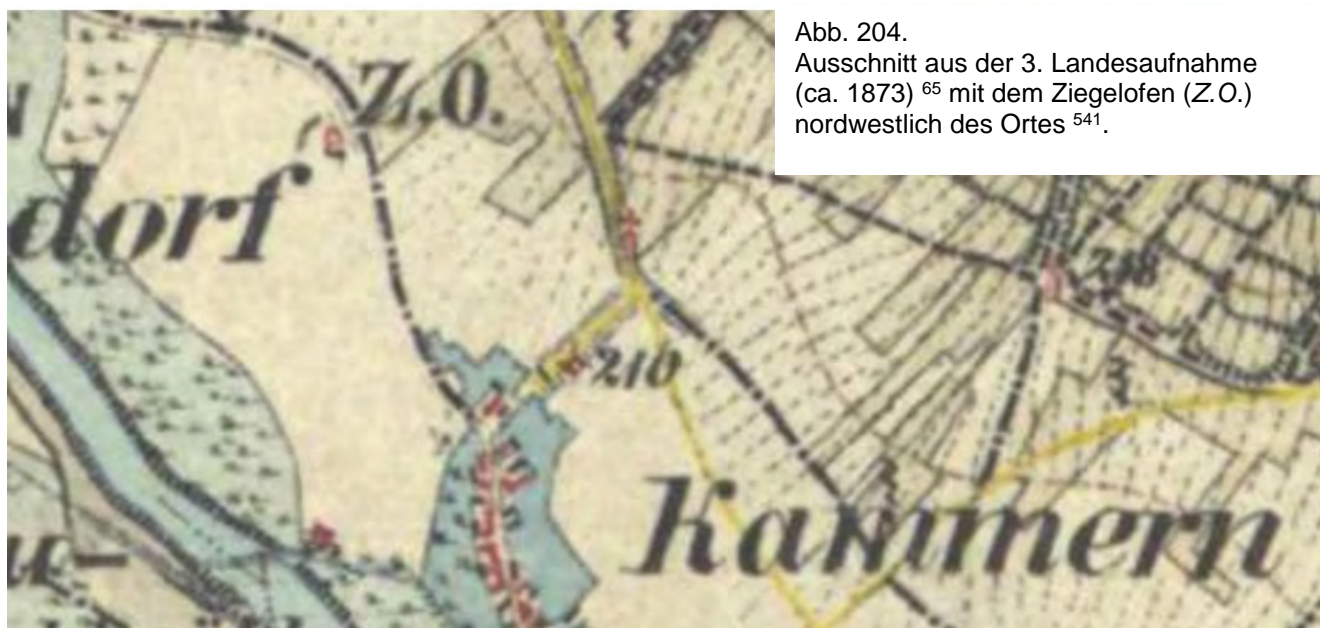 Abb. 204.
Ausschnitt aus der 3. Landesaufnahme
(ca. 1873) 65 mit dem Ziegelofen (Z.O.)
nordwestlich des Ortes 541.
Z.O.
dorf
238
210
Kammern
u-